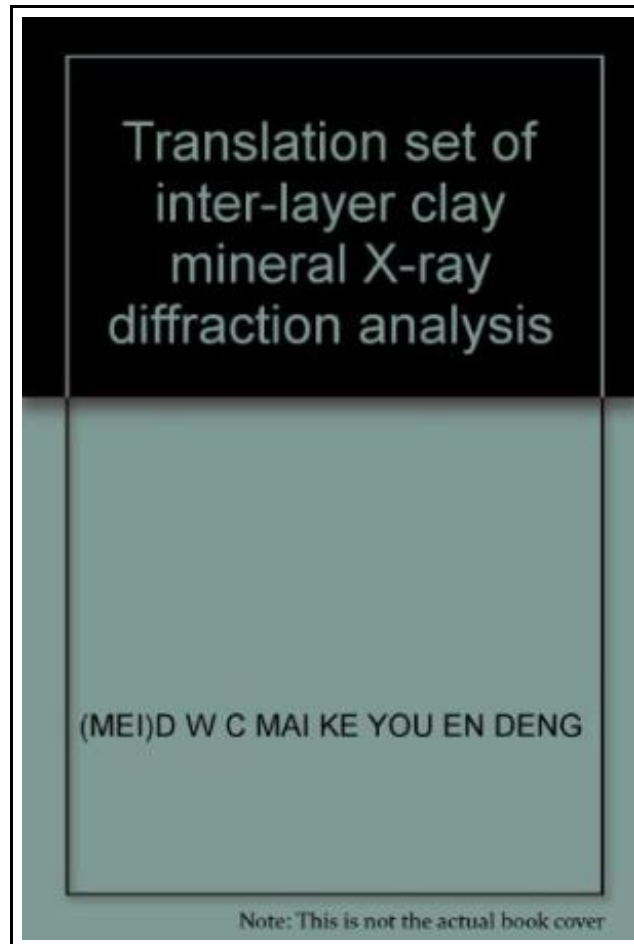 Translation set of
inter-layer clay
mineral X-ray
diffraction analysis
(MEI)D W C MAI KE YOU EN DENG
Note: This is not the actual book cover